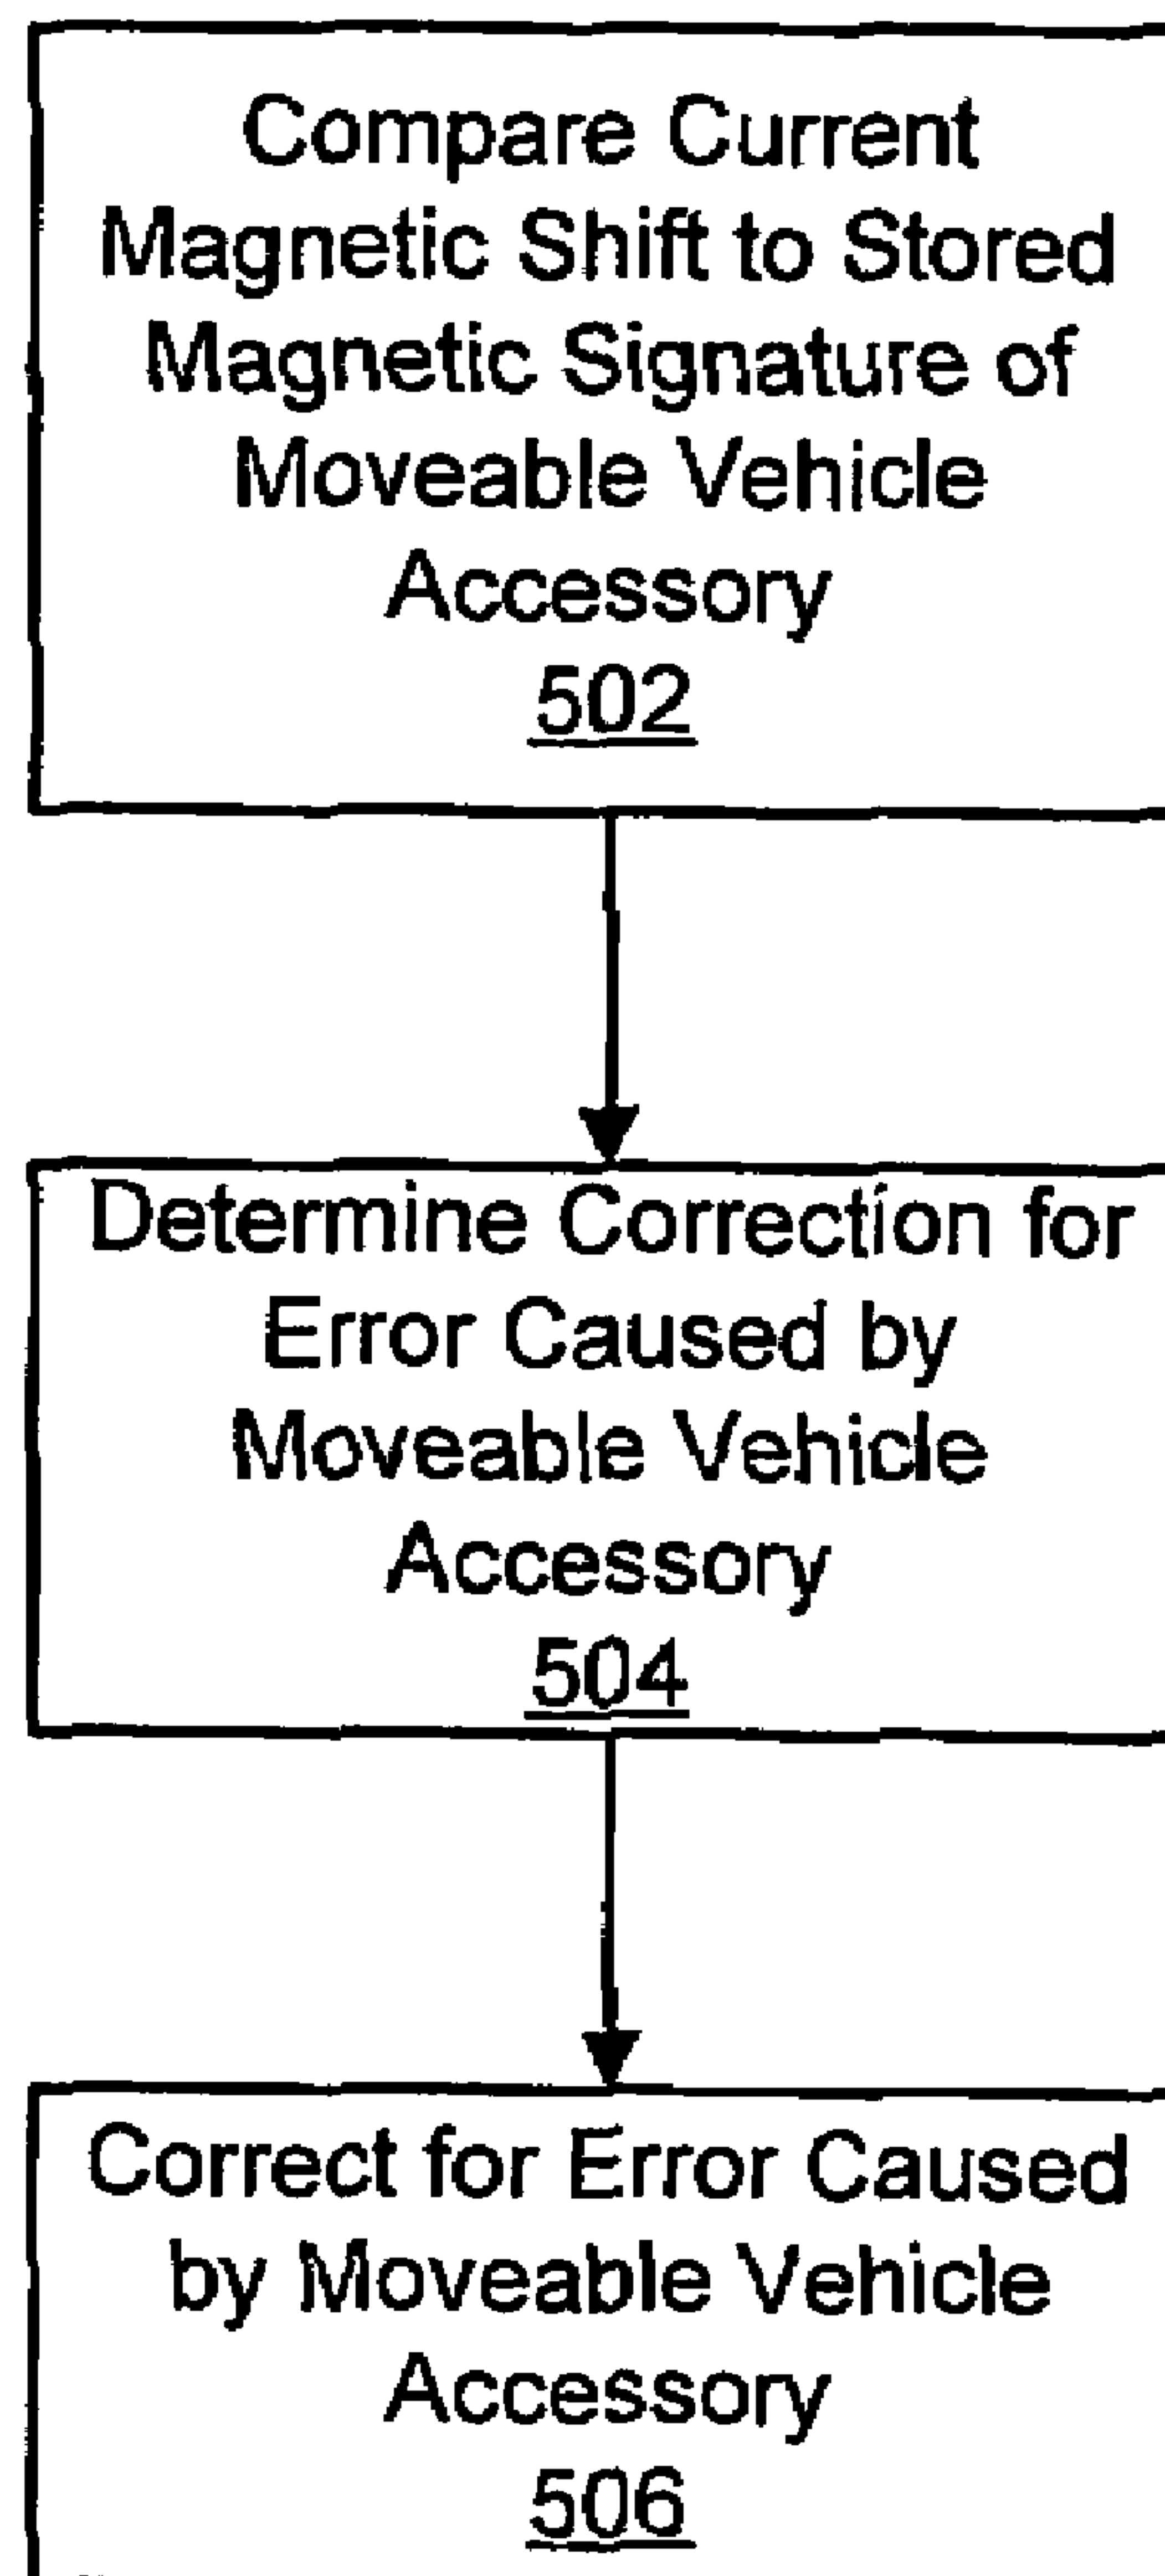 Compare Current
Magnetic Shift to Stored
Magnetic Signature of
Moveable Vehicle
Accessory
502
Determine Correction for
Error Caused by
Moveable Vehicle
Accessory
504
Correct for Error Caused
by Moveable Vehicle
Accessory
506